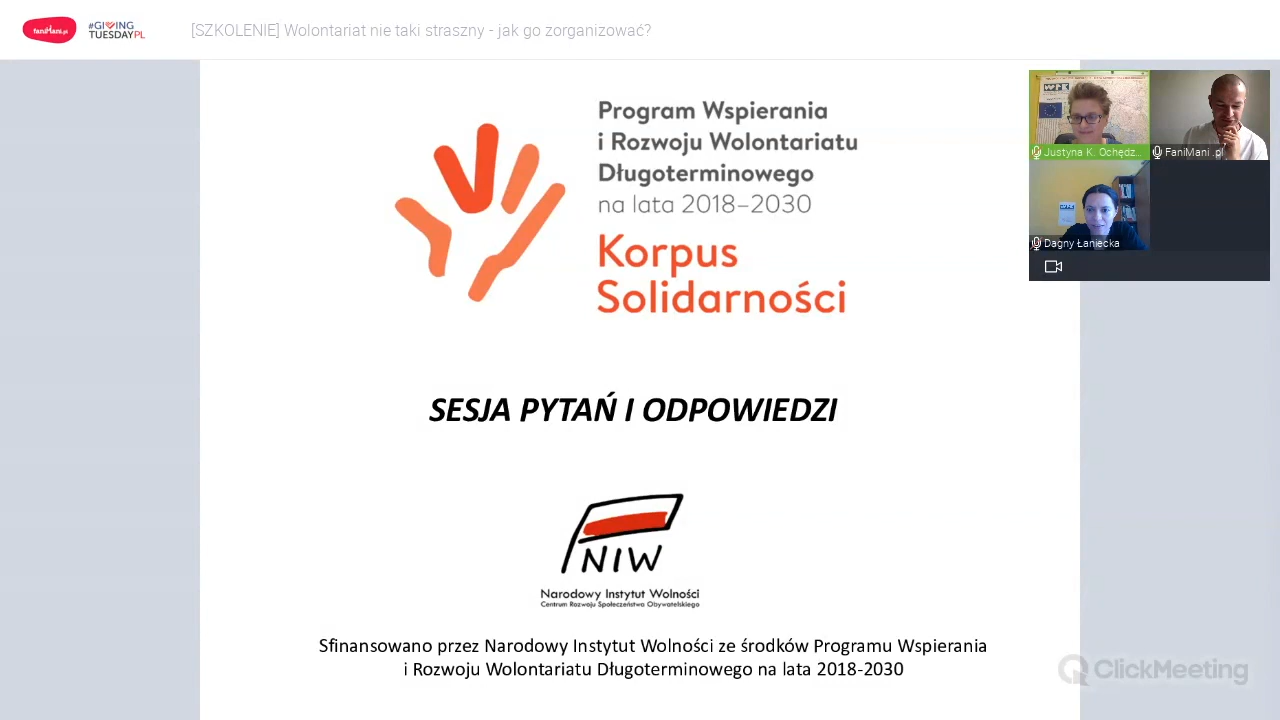 faniMani.pl
#GIVING
TUESDAYPL
[SZKOLENIE] Wolontariat nie taki straszny - jak go zorganizować?
Program Wspierania
i Rozwoju Wolontariatu
Długoterminowego
na lata 2018–2030
Korpus
Solidarności
Justyna K. Ochędz...
FaniMani .pl
Dagny Łaniecka
SESJA PYTAŃ I ODPOWIEDZI
NIW
Narodowy Instytut Wolności
Centrum Rozwoju Społeczeństwa Obywatelskiego
Sfinansowano przez Narodowy Instytut Wolności ze środków Programu Wspierania
i Rozwoju Wolontariatu Długoterminowego na lata 2018-2030
ClickMeeting